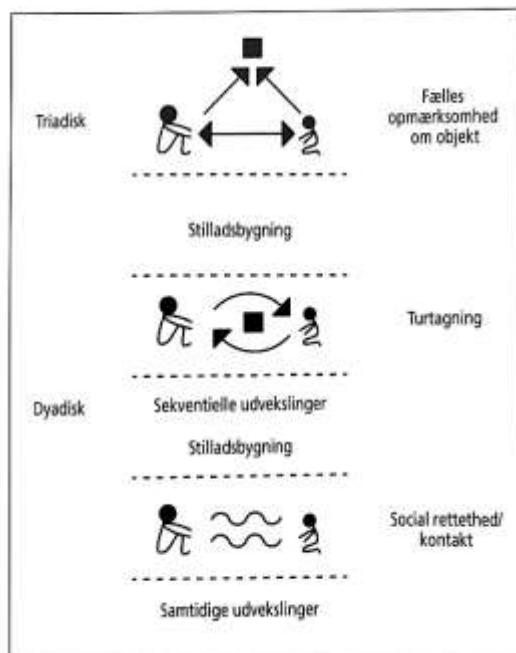 Triadisk
Fælles
opmærksomhed
om objekt
Stilladsbygning
Turtagning
Dyadisk
Sekventielle udvekslinger
Stilladsbygning
Social rettethed/
kontakt
Samtidige udvekslinger